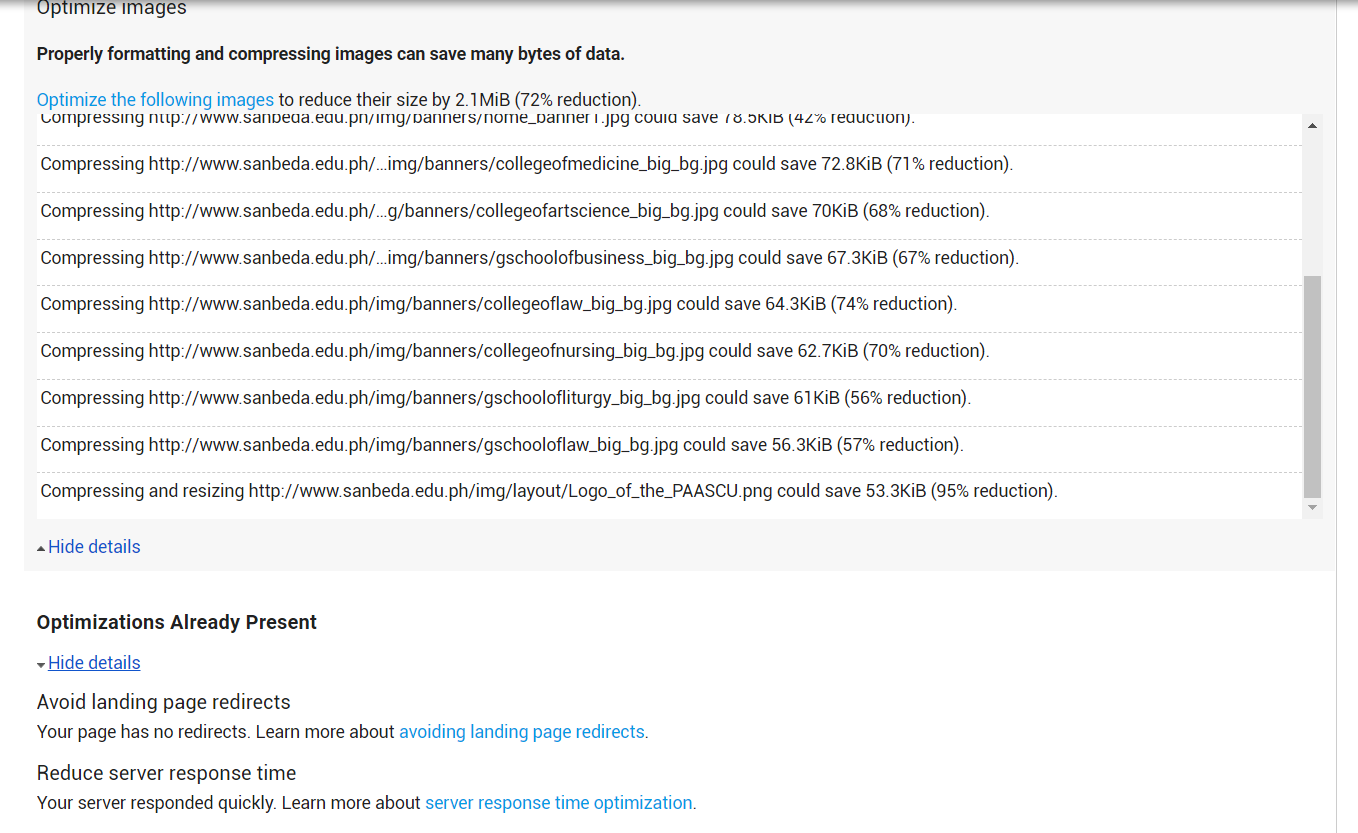 Optimize images
Properly formatting and compressing images can save many bytes of data.
Optimize the following images to reduce their size by 2.1MiB (72% reduction).
Compressing http://www.sanbeda.edu.ph/img/banners/home_banner1.jpg could save 78.5KiB (42% reduction).
Compressing http://www.sanbeda.edu.ph/…img/banners/collegeofmedicine_big_bg.jpg could save 72.8KiB (71% reduction).
Compressing http://www.sanbeda.edu.ph/…g/banners/collegeofartscience_big_bg.jpg could save 70KiB (68% reduction).
Compressing http://www.sanbeda.edu.ph/…img/banners/gschoolofbusiness_big_bg.jpg could save 67.3KiB (67% reduction).
Compressing http://www.sanbeda.edu.ph/img/banners/collegeoflaw_big_bg.jpg could save 64.3KiB (74% reduction).
Compressing http://www.sanbeda.edu.ph/img/banners/collegeofnursing_big_bg.jpg could save 62.7KiB (70% reduction).
Compressing http://www.sanbeda.edu.ph/img/banners/gschoolofliturgy_big_bg.jpg could save 61KiB (56% reduction).
Compressing http://www.sanbeda.edu.ph/img/banners/gschooloflaw_big_bg.jpg could save 56.3KiB (57% reduction).
Compressing and resizing http://www.sanbeda.edu.ph/img/layout/Logo_of_the_PAASCU.png could save 53.3KiB (95% reduction).
Hide details
Optimizations Already Present
Hide details
Avoid landing page redirects
Your page has no redirects. Learn more about avoiding landing page redirects.
Reduce server response time
Your server responded quickly. Learn more about server response time optimization.